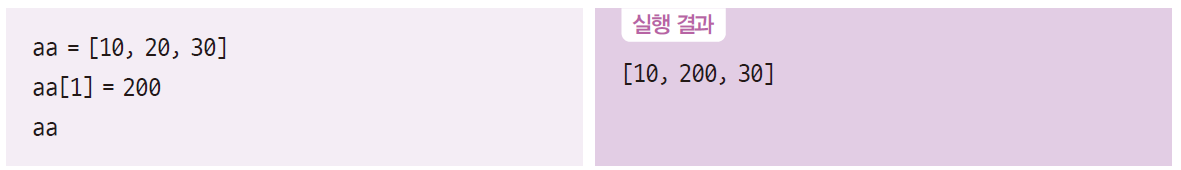 aa = [10, 20, 30]
aa[1] = 200
aa
실행 결과
[10, 200, 30]